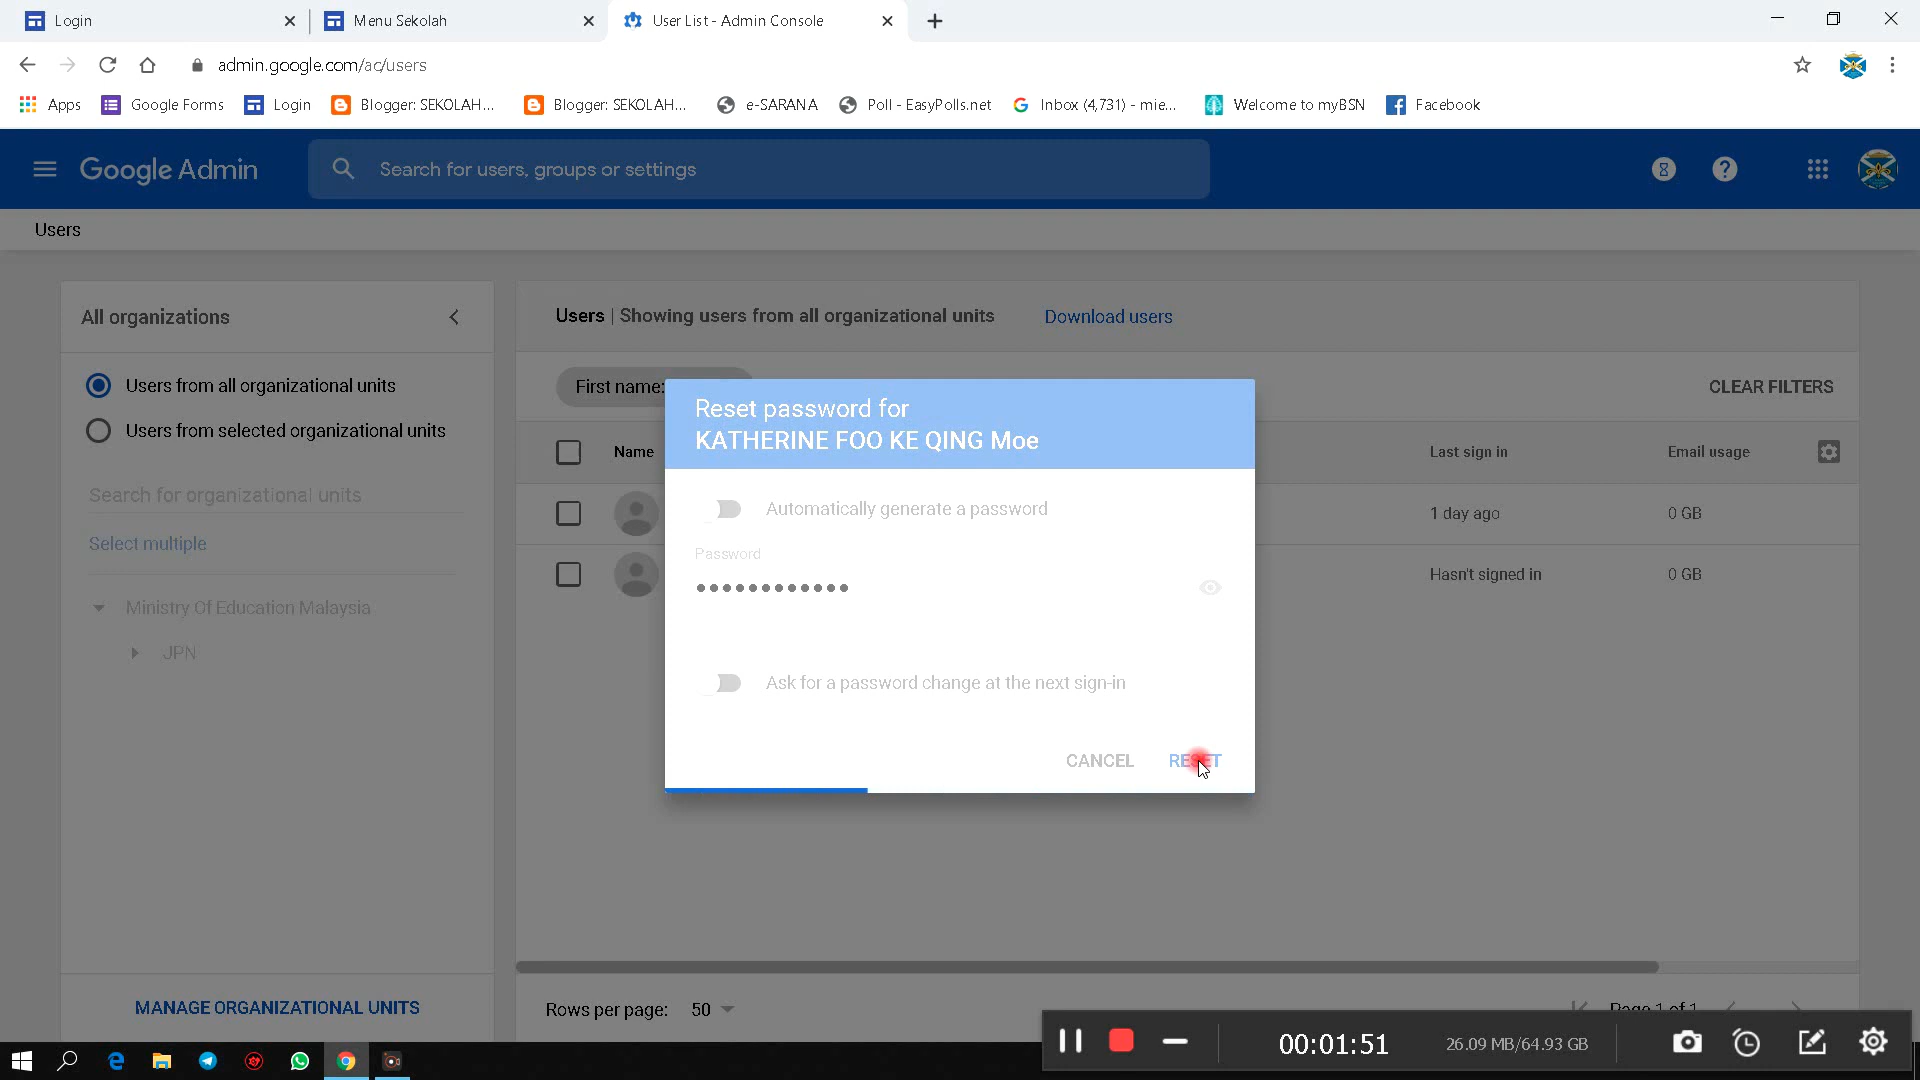 Login
Menu Sekolah
User List - Admin Console
admin.google.com/ac/users
Apps
Google Forms
Login
Blogger: SEKOLAH...
Blogger: SEKOLAH...
e-SARANA
Poll - EasyPolls.net
Inbox (4,731) - mie...
Welcome to myBSN
Facebook
Google Admin
Search for users, groups or settings
Users
All organizations
Users | Showing users from all organizational units
Download users
Users from all organizational units
Users from selected organizational units
Search for organizational units
Select multiple
Ministry Of Education Malaysia
JPN
MANAGE ORGANIZATIONAL UNITS
First name:
CLEAR FILTERS
Name
Last sign in
Email usage
1 day ago
0 GB
Hasn't signed in
0 GB
Reset password for
KATHERINE FOO KE QING Moe
Automatically generate a password
Password
Ask for a password change at the next sign-in
CANCEL
RESET
Rows per page: 50
Page 1 of 1
00:01:51
26.09 MB/64.93 GB